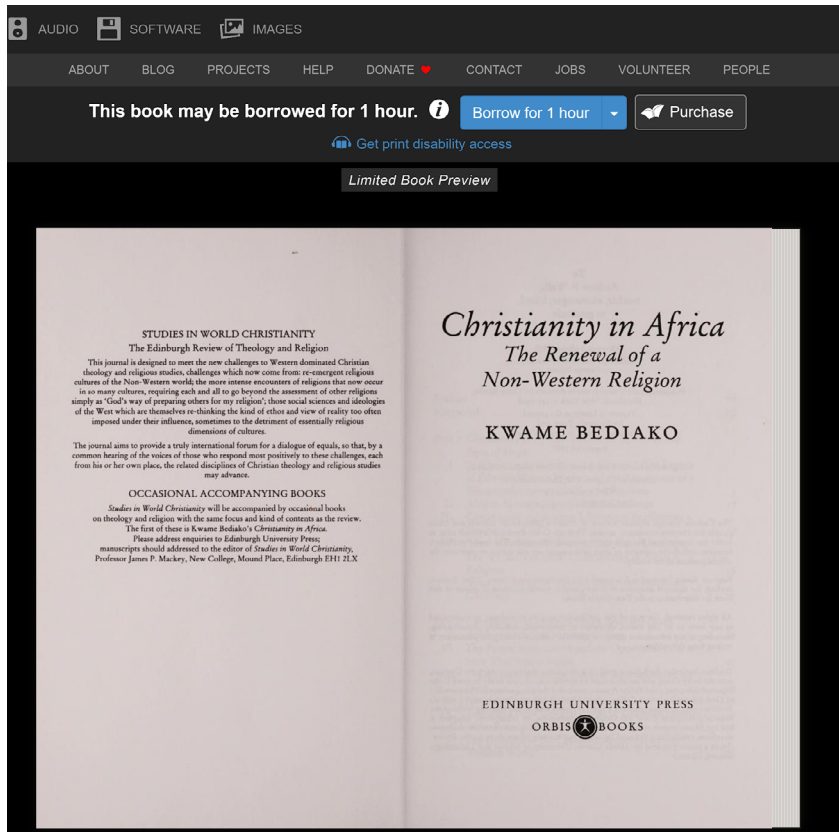 AUDIO SOFTWARE IMAGES
ABOUT BLOG PROJECTS HELP DONATE CONTACT JOBS VOLUNTEER PEOPLE
This book may be borrowed for 1 hour. Borrow for 1 hour Purchase
Get print disability access
Limited Book Preview
STUDIES IN WORLD CHRISTIANITY
The Edinburgh Review of Theology and Religion
This journal is designed to meet the new challenges to Western dominated Christian
theology and religious studies, challenges which now come from: re-emergent religious
cultures of the Non-Western world; the more intense encounters of religions that now occur
in so many cultures, requiring each and all to go beyond the assessment of other religions
simply as 'God's way of preparing others for my religion'; those social sciences and ideologies
of the West which are themselves re-thinking the kind of ethos and view of reality too often
imposed under their influence, sometimes to the detriment of essentially religious
dimensions of cultures.
The journal aims to provide a truly international forum for a dialogue of equals, so that, by a
common hearing of the voices of those who respond most positively to these challenges, each
from his or her own place, the related disciplines of Christian theology and religious studies
may advance.
OCCASIONAL ACCOMPANYING BOOKS
Studies in World Christianity will be accompanied by occasional books
on theology and religion with the same focus and kind of contents as the review.
The first of these is Kwame Bediako's Christianity in Africa.
Please address enquiries to Edinburgh University Press;
manuscripts should addressed to the editor of Studies in World Christianity,
Professor James P. Mackey, New College, Mound Place, Edinburgh EH1 2LX
Christianity in Africa
The Renewal of a
Non-Western Religion
KWAME BEDIAKO
EDINBURGH UNIVERSITY PRESS
ORBIS BOOKS